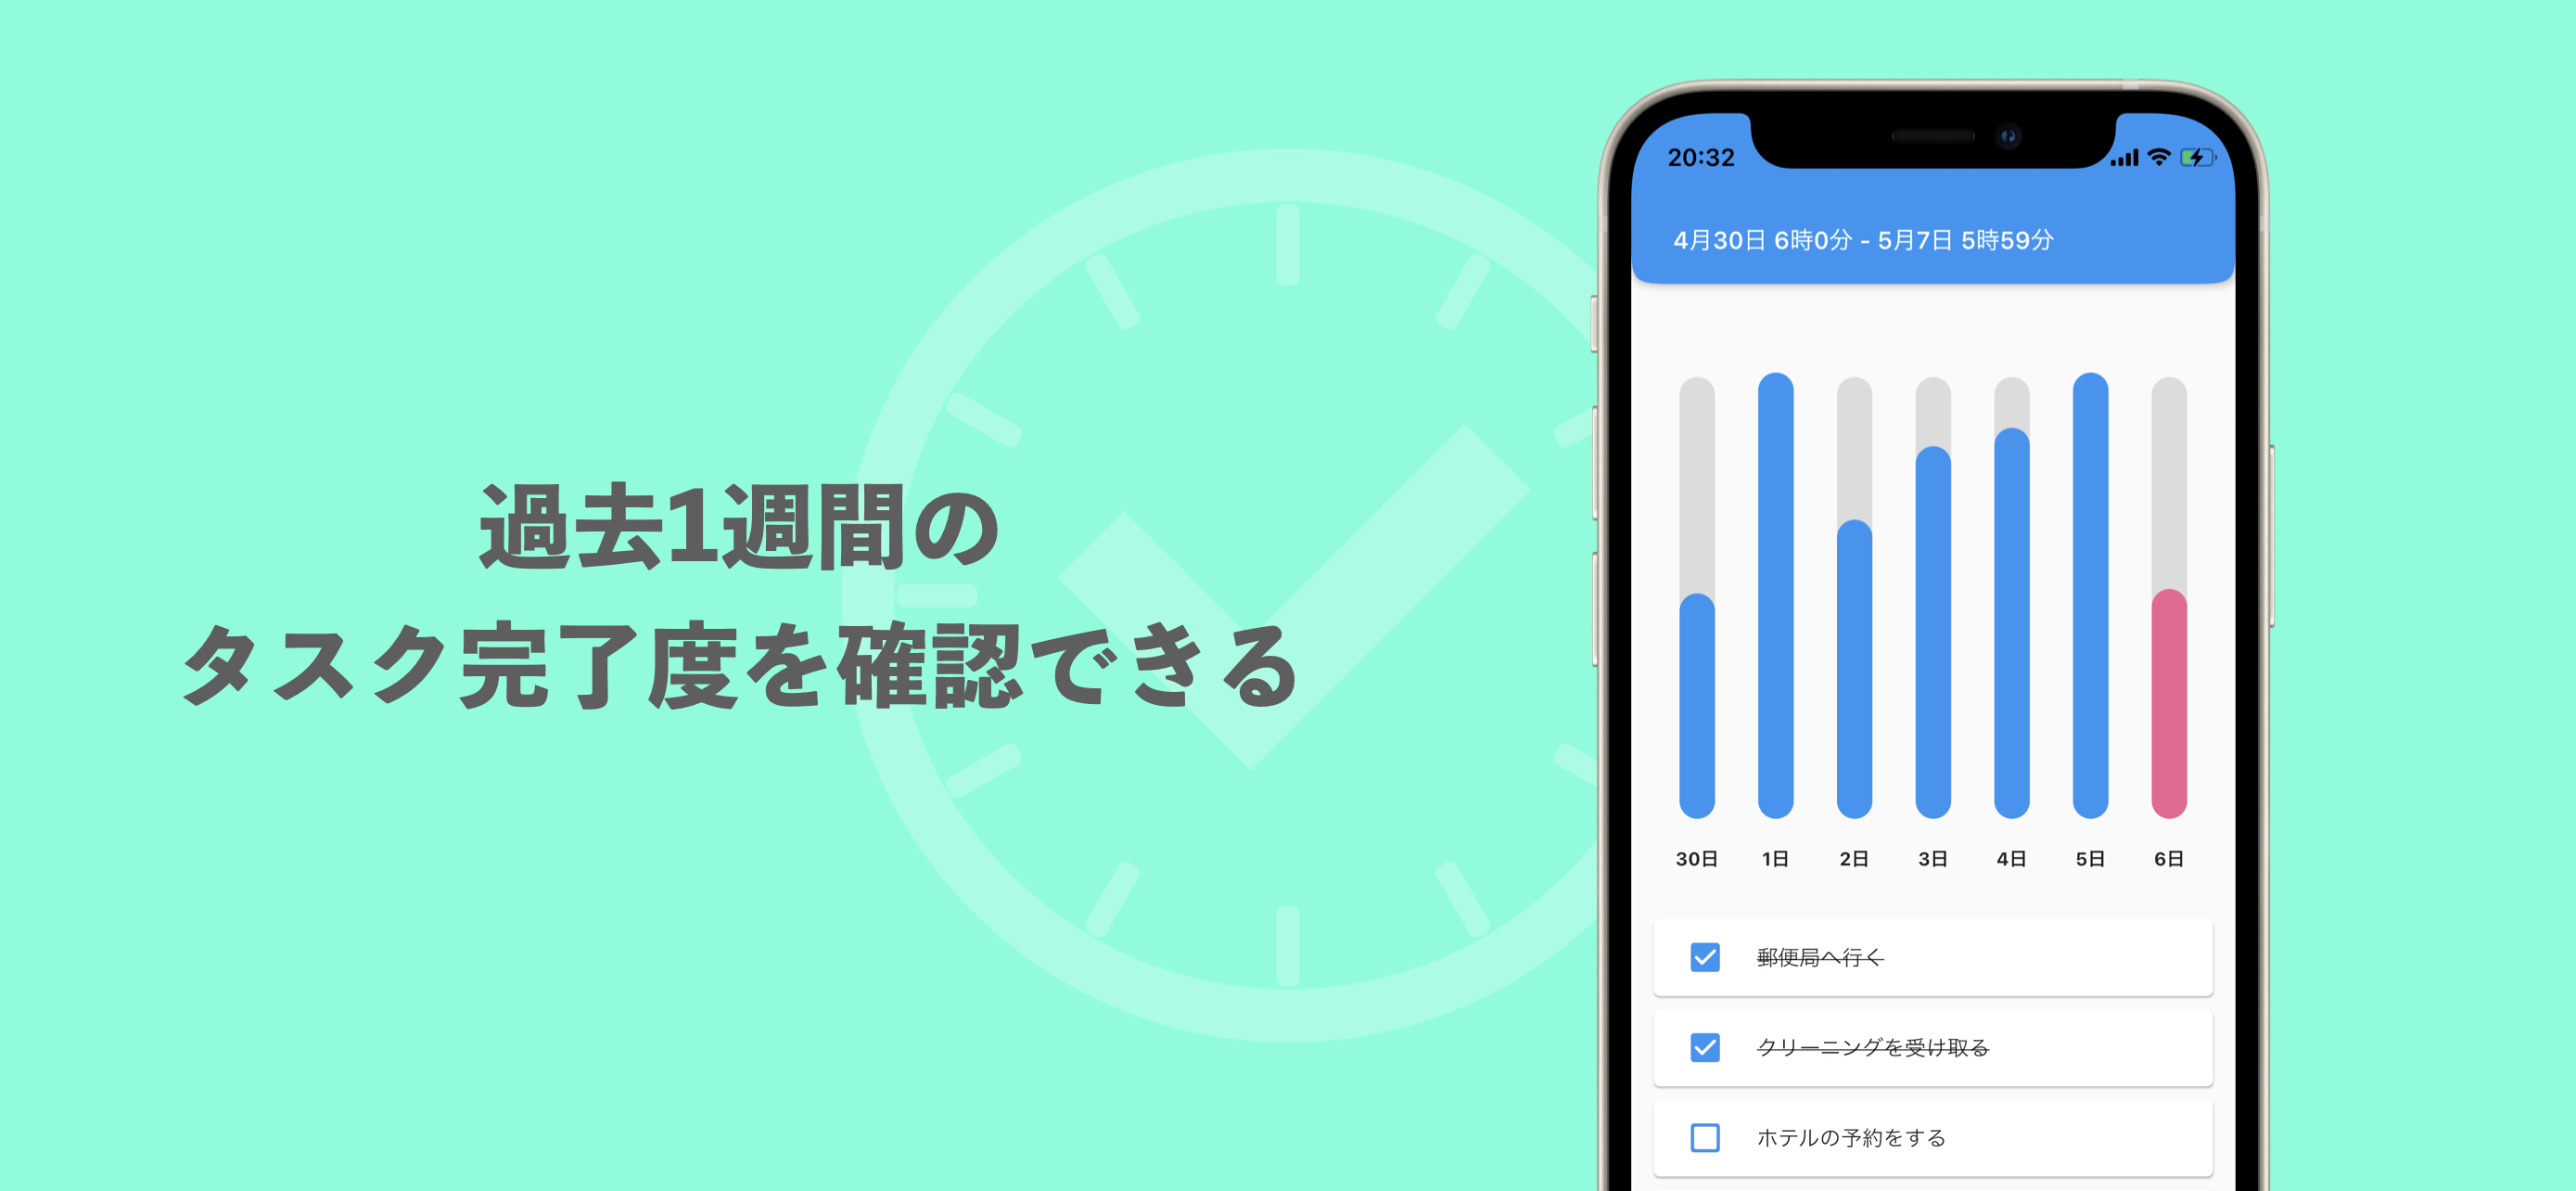 過去1週間の
タスク完了度を確認できる
20:32
4月30日 6時0分 - 5月7日 5時59分
30日 1日 2日 3日 4日 5日 6日
郵便局へ行く
クリーニングを受け取る
ホテルの予約をする